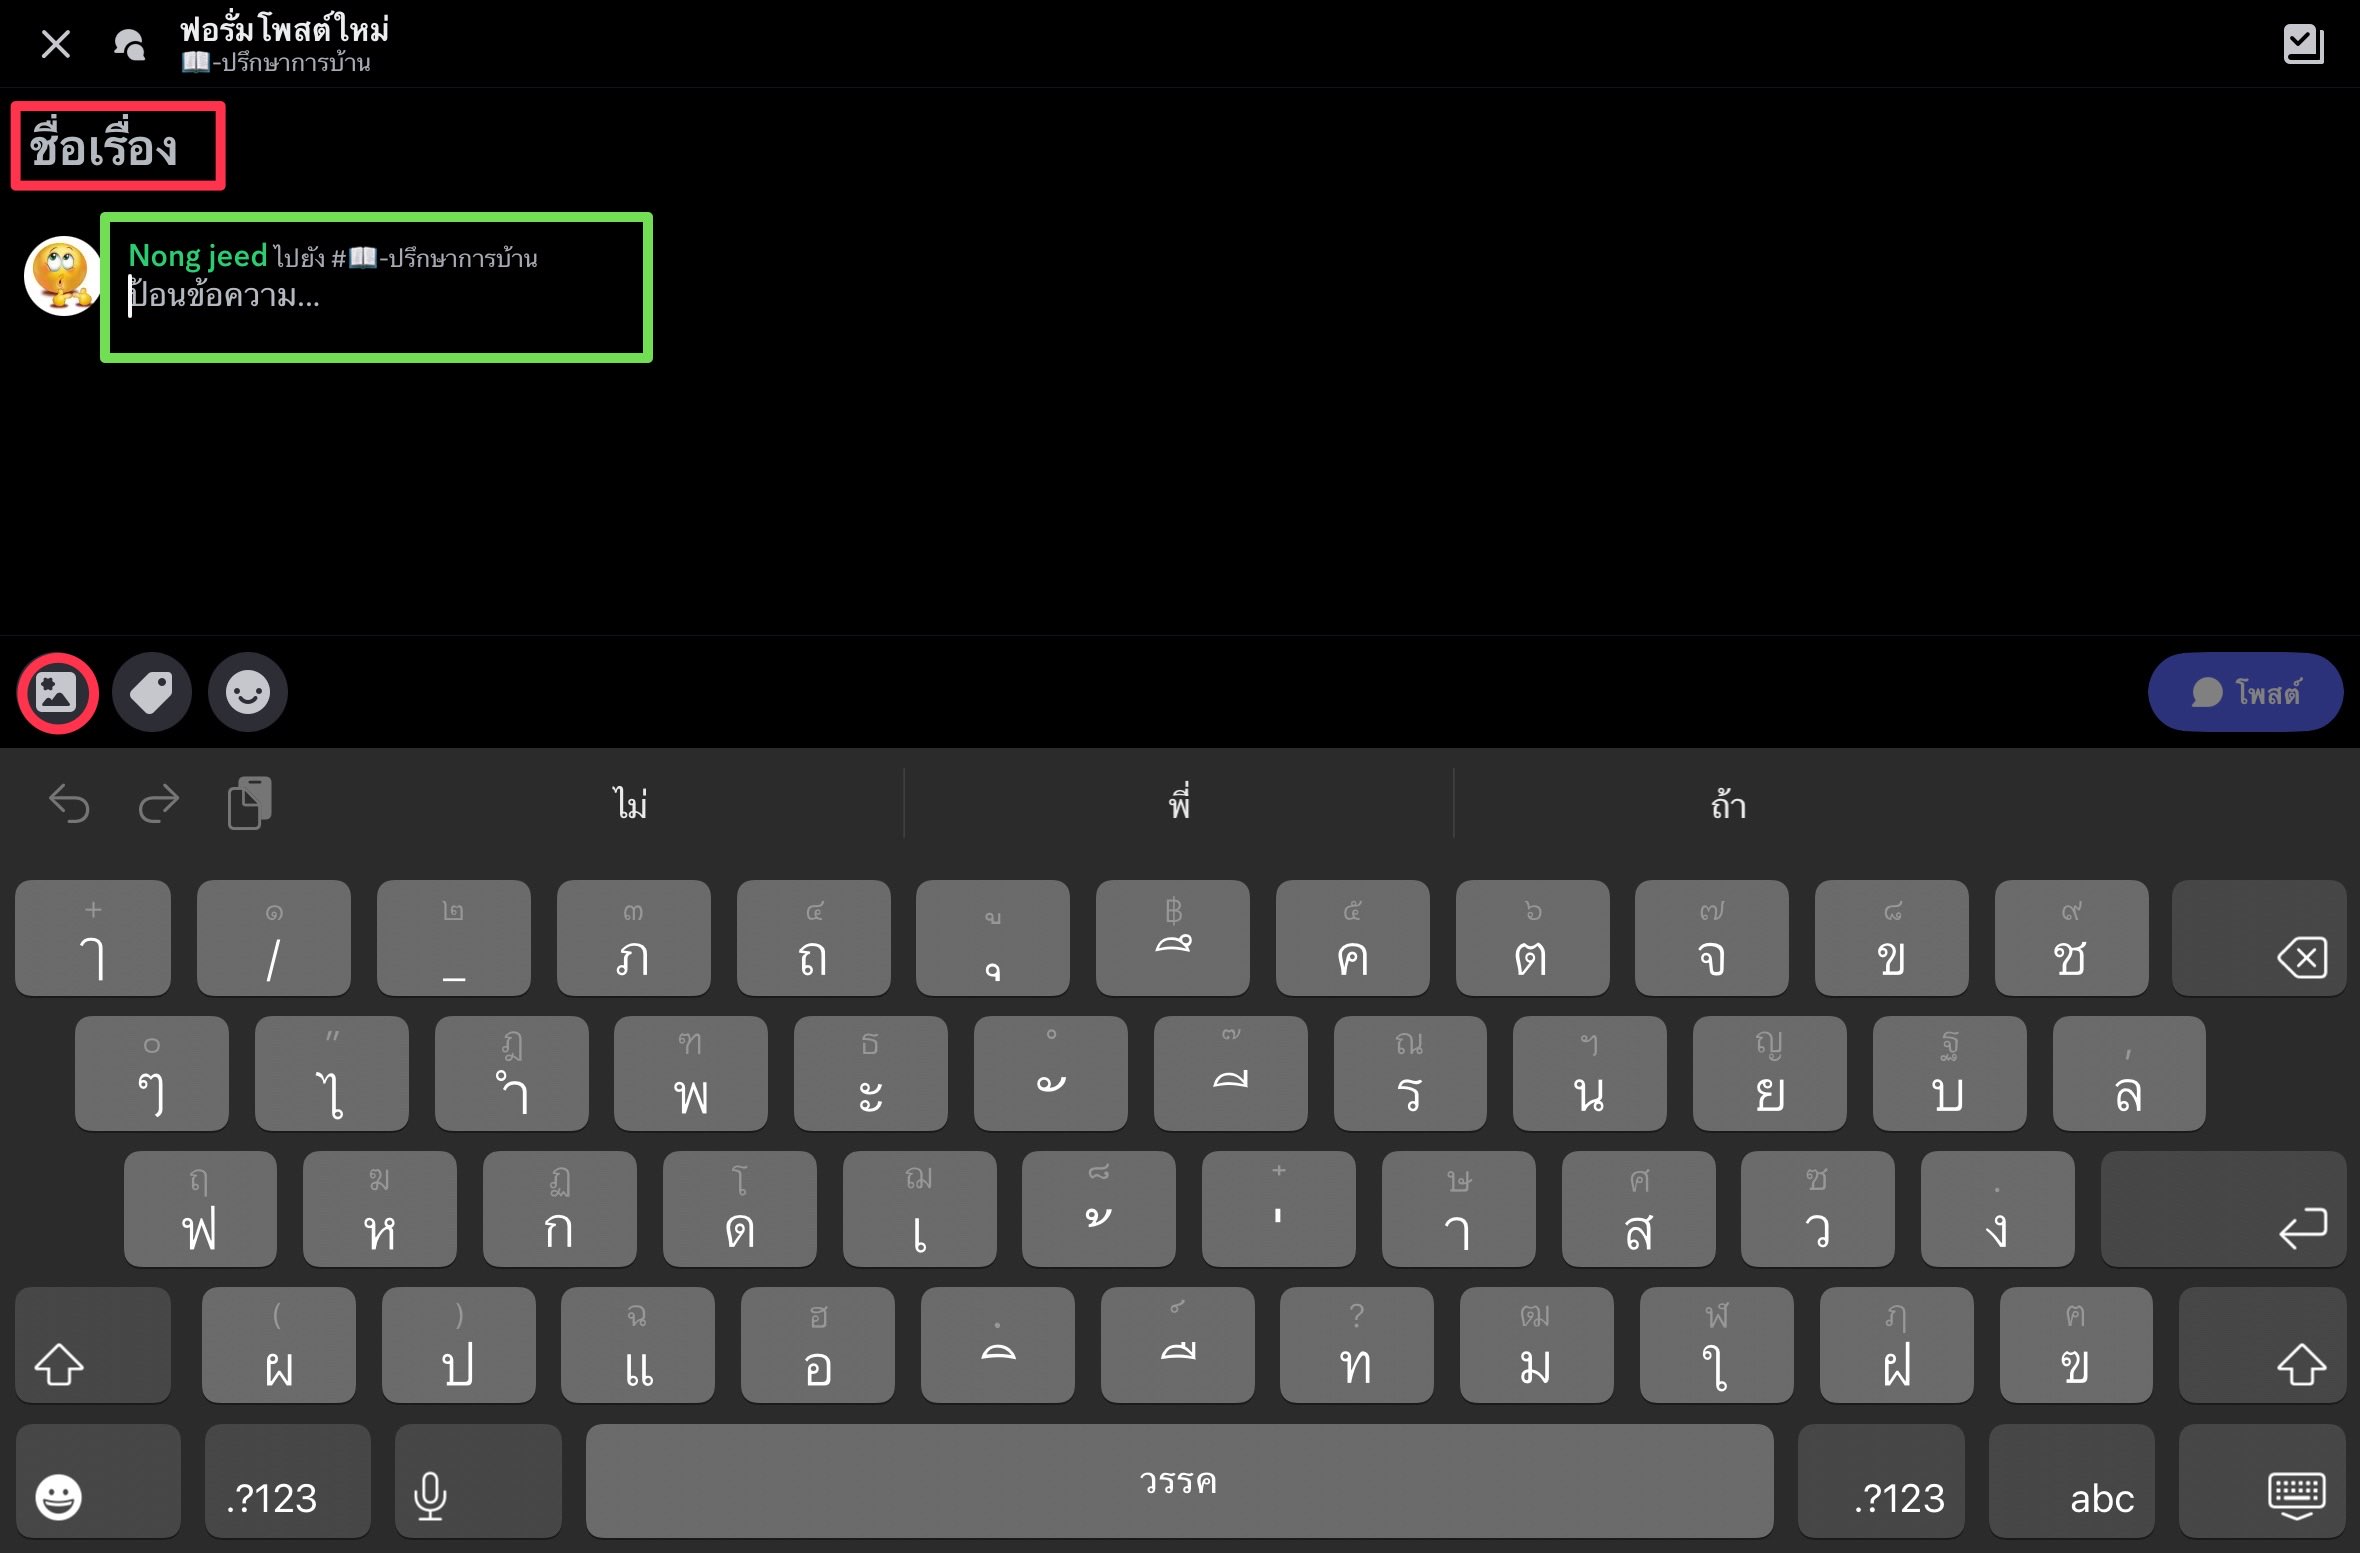 ฟอรั่มโพสต์ใหม่
📖-ปรึกษาการบ้าน
ชื่อเรื่อง
Nong jeed ไปยัง #📖-ปรึกษาการบ้าน
ป้อนข้อความ...
โพสต์
ไม่ พี่ ถ้า
+ ๑ ๒ ๓ ๔ ู ฿ ๕ ๖ ๗ ๘ ๙
ๅ / _ ภ ถ ุ ึ ค ต จ ข ช
๐ " ฎ ฑ ธ ํ ๊ ณ ฯ ญ ฐ ,
ๆ ไ ำ พ ะ ั ี ร น ย บ ล
ฤ ฆ ฏ โ ฌ ็ ๋ ษ ศ ซ .
ฟ ห ก ด เ ้ ่ า ส ว ง
( ) ฉ ฮ ฺ ์ ? ฒ ฬ ฦ ฅ
ผ ป แ อ ิ ื ท ม ใ ฝ ฃ
.?123 วรรค .?123 abc